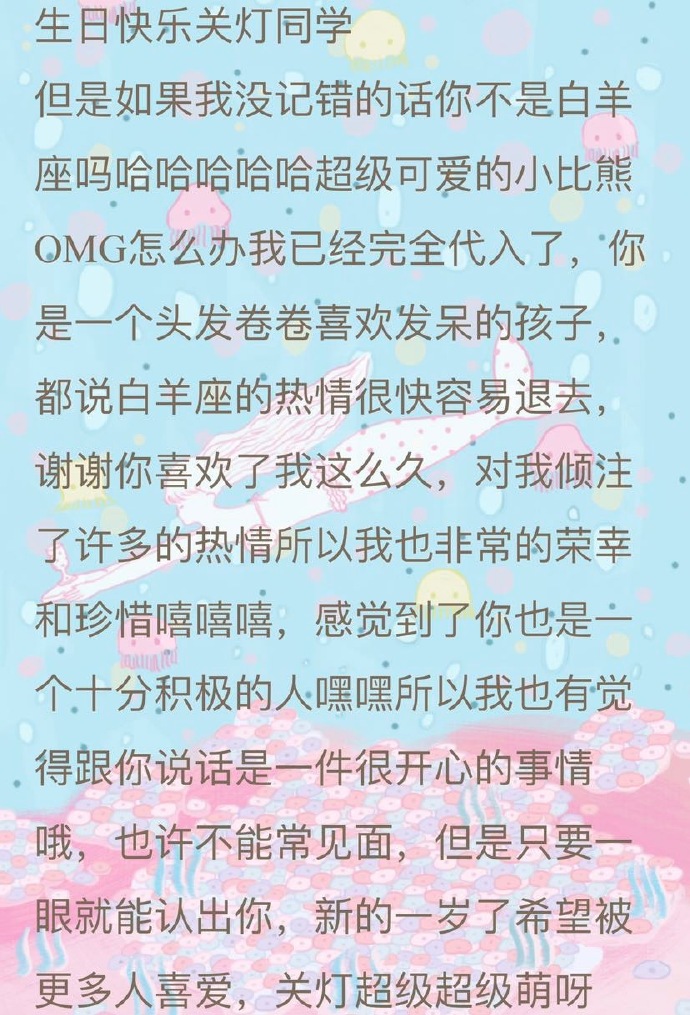 生日快乐关灯同学
但是如果我没记错的话你不是白羊
座吗哈哈哈哈哈超级可爱的小比熊
OMG怎么办我已经完全代入了，你
是一个头发卷卷喜欢发呆的孩子，
都说白羊座的热情很快容易退去，
谢谢你喜欢了我这么久，对我倾注
了许多的热情所以我也非常的荣幸
和珍惜嘻嘻嘻，感觉到了你也是一
个十分积极的人嘿嘿所以我也有觉
得跟你说话是一件很开心的事情
哦，也许不能常见面，但是只要一
眼就能认出你，新的一岁了希望被
更多人喜爱，关灯超级超级萌呀